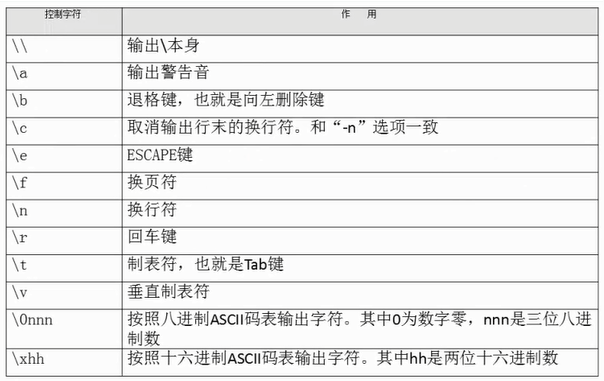 控制字符 作 用
\\ 输出\本身
\a 输出警告音
\b 退格键，也就是向左删除键
\c 取消输出行末的换行符。和“-n”选项一致
\e ESCAPE键
\f 换页符
\n 换行符
\r 回车键
\t 制表符，也就是Tab键
\v 垂直制表符
\0nnn 按照八进制ASCII码表输出字符。其中0为数字零，nnn是三位八进
制数
\xhh 按照十六进制ASCII码表输出字符。其中hh是两位十六进制数